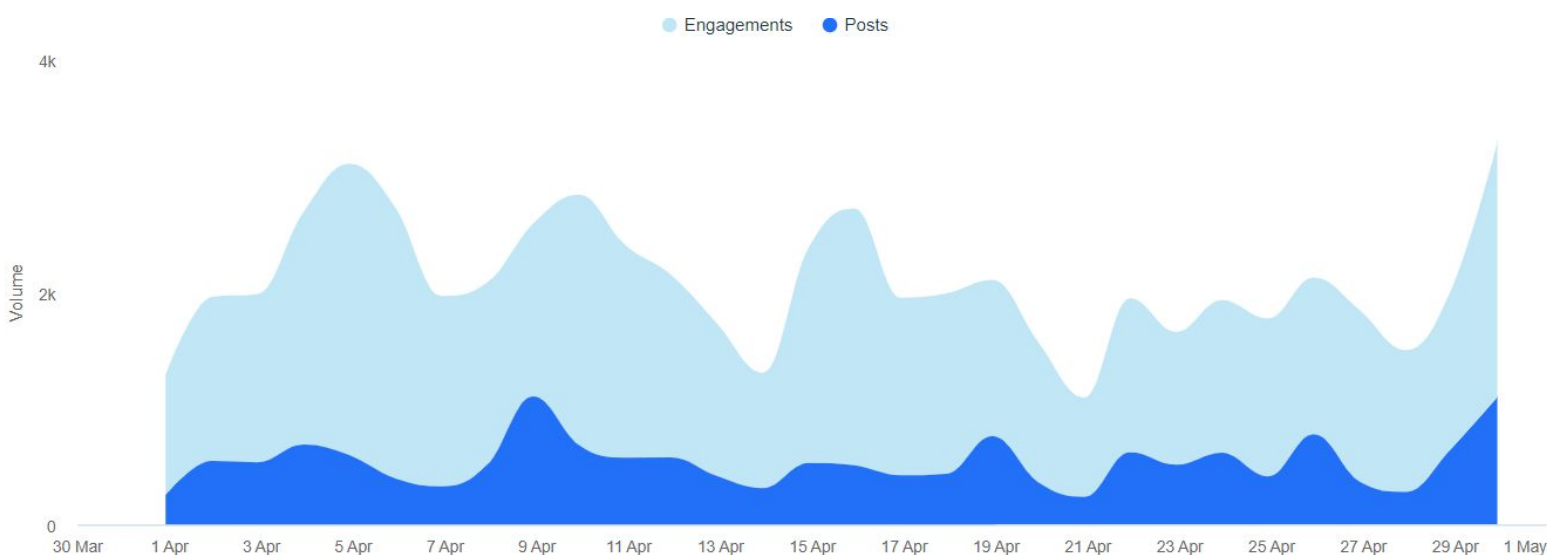 Engagements Posts
4k
2k
0
Volume
30 Mar 1 Apr 3 Apr 5 Apr 7 Apr 9 Apr 11 Apr 13 Apr 15 Apr 17 Apr 19 Apr 21 Apr 23 Apr 25 Apr 27 Apr 29 Apr 1 May